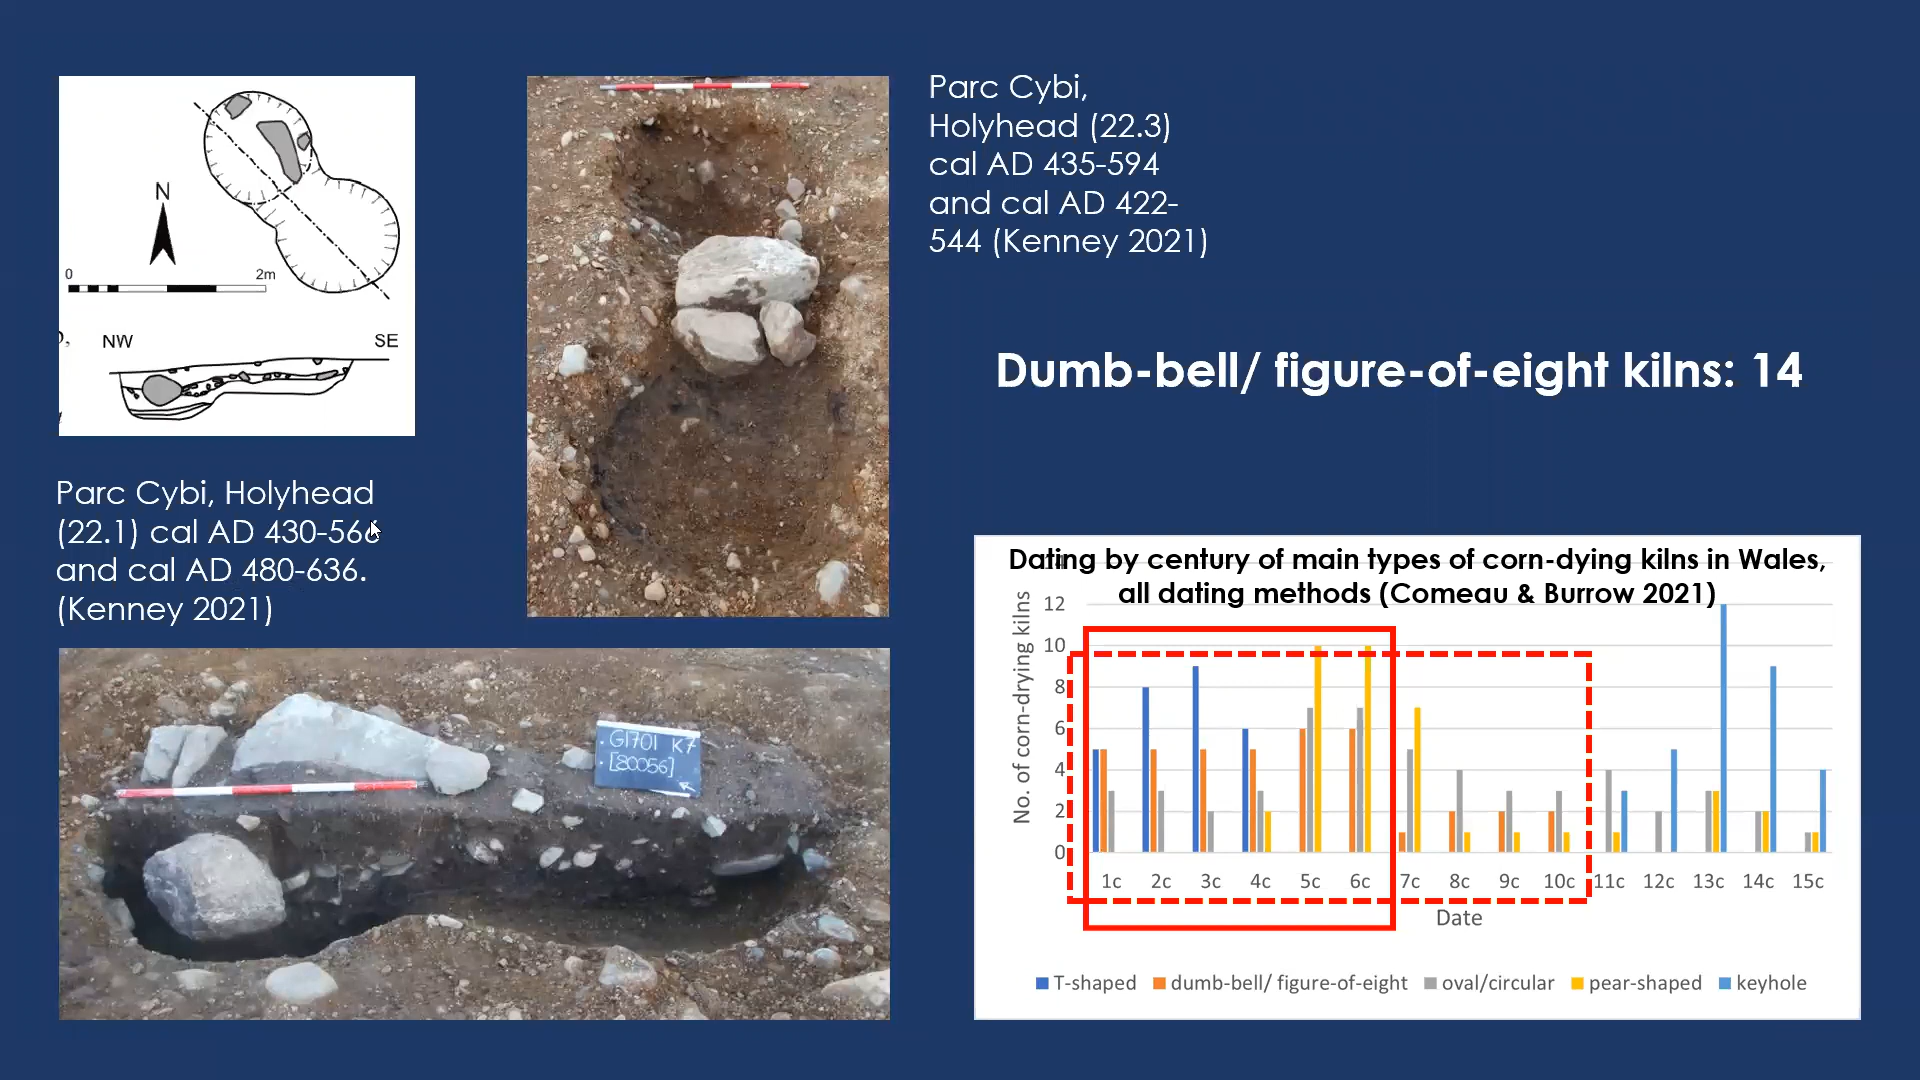 N
0 2m
NW SE
Parc Cybi, Holyhead
(22.1) cal AD 430-566
and cal AD 480-636.
(Kenney 2021)
G1701 K7
[80056]
Parc Cybi,
Holyhead (22.3)
cal AD 435-594
and cal AD 422-
544 (Kenney 2021)
Dumb-bell/ figure-of-eight kilns: 14
Dating by century of main types of corn-dying kilns in Wales,
all dating methods (Comeau & Burrow 2021)
No. of corn-drying kilns
14
12
10
8
6
4
2
0
1c 2c 3c 4c 5c 6c 7c 8c 9c 10c 11c 12c 13c 14c 15c
Date
T-shaped dumb-bell/ figure-of-eight oval/circular pear-shaped keyhole